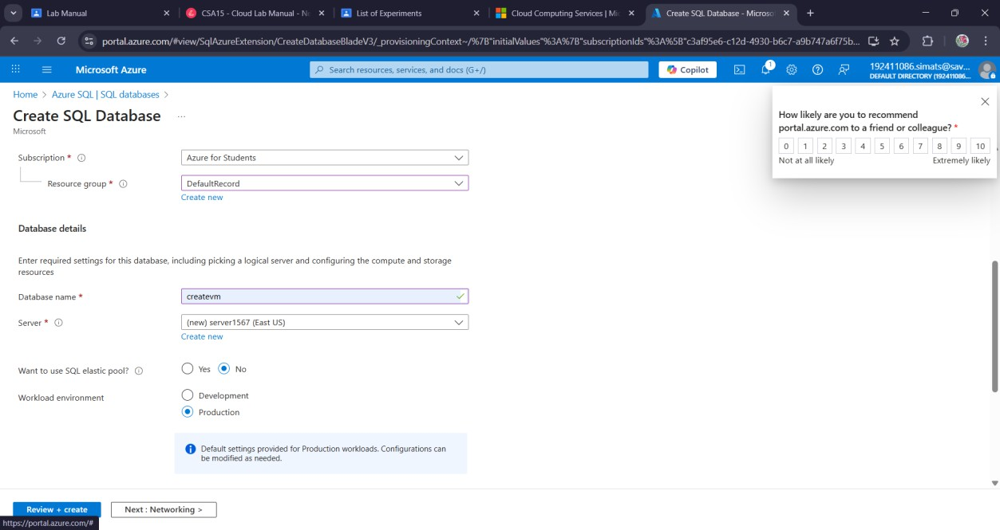 Lab Manual
CSA15 - Cloud Lab Manual - N
List of Experiments
Cloud Computing Services | Mi
Create SQL Database - Microsof
portal.azure.com/#view/SqlAzureExtension/CreateDatabaseBladeV3/_provisioningContext~/%7B"initialValues"%3A%7B"subscriptionIds"%3A%5B"c3af95e6-c12d-4930-b6c7-a9b747a6f75b...
Microsoft Azure
Search resources, services, and docs (G+/)
Copilot
1
192411086.simats@sav...
DEFAULT DIRECTORY (192411086...
Home > Azure SQL | SQL databases >
Create SQL Database ...
Microsoft
How likely are you to recommend
portal.azure.com to a friend or colleague? *
0 1 2 3 4 5 6 7 8 9 10
Not at all likely Extremely likely
Subscription * Azure for Students
Resource group * DefaultRecord
Create new
Database details
Enter required settings for this database, including picking a logical server and configuring the compute and storage
resources
Database name * createvm
Server * (new) server1567 (East US)
Create new
Want to use SQL elastic pool? Yes No
Workload environment Development
Production
Default settings provided for Production workloads. Configurations can
be modified as needed.
Review + create
Next : Networking >
https://portal.azure.com/#